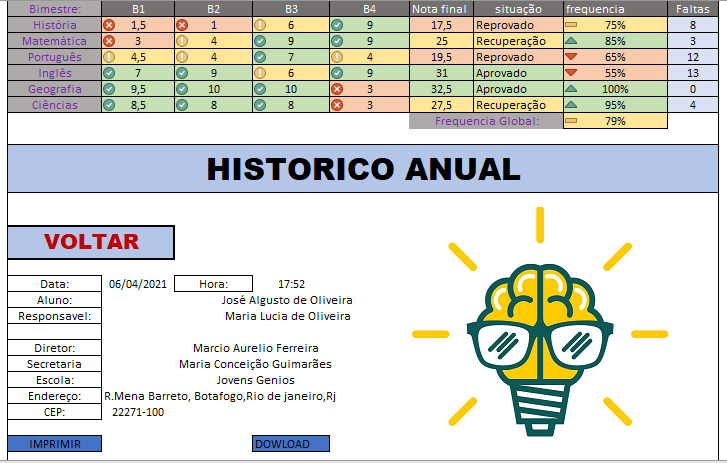 Bimestre: B1 B2 B3 B4 Nota final situação frequencia Faltas
História 1,5 1 6 9 17,5 Reprovado 75% 8
Matemática 3 4 9 9 25 Recuperação 85% 3
Português 4,5 4 7 4 19,5 Reprovado 65% 12
Inglês 7 9 6 9 31 Aprovado 55% 13
Geografia 9,5 10 10 3 32,5 Aprovado 100% 0
Ciências 8,5 8 8 3 27,5 Recuperação 95% 4
Frequencia Global: 79%
HISTORICO ANUAL
VOLTAR
Data: 06/04/2021 Hora: 17:52
Aluno: José Algusto de Oliveira
Responsavel: Maria Lucia de Oliveira
Diretor: Marcio Aurelio Ferreira
Secretaria Maria Conceição Guimarães
Escola: Jovens Genios
Endereço: R.Mena Barreto, Botafogo,Rio de janeiro,Rj
CEP: 22271-100
IMPRIMIR DOWLOAD